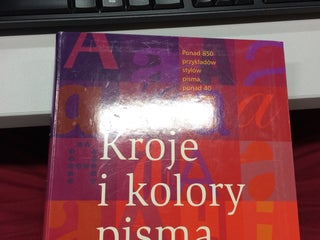 Ponad 850
przykładów
stylów
pisma,
ponad 40
Kroje
i kolory
pisma